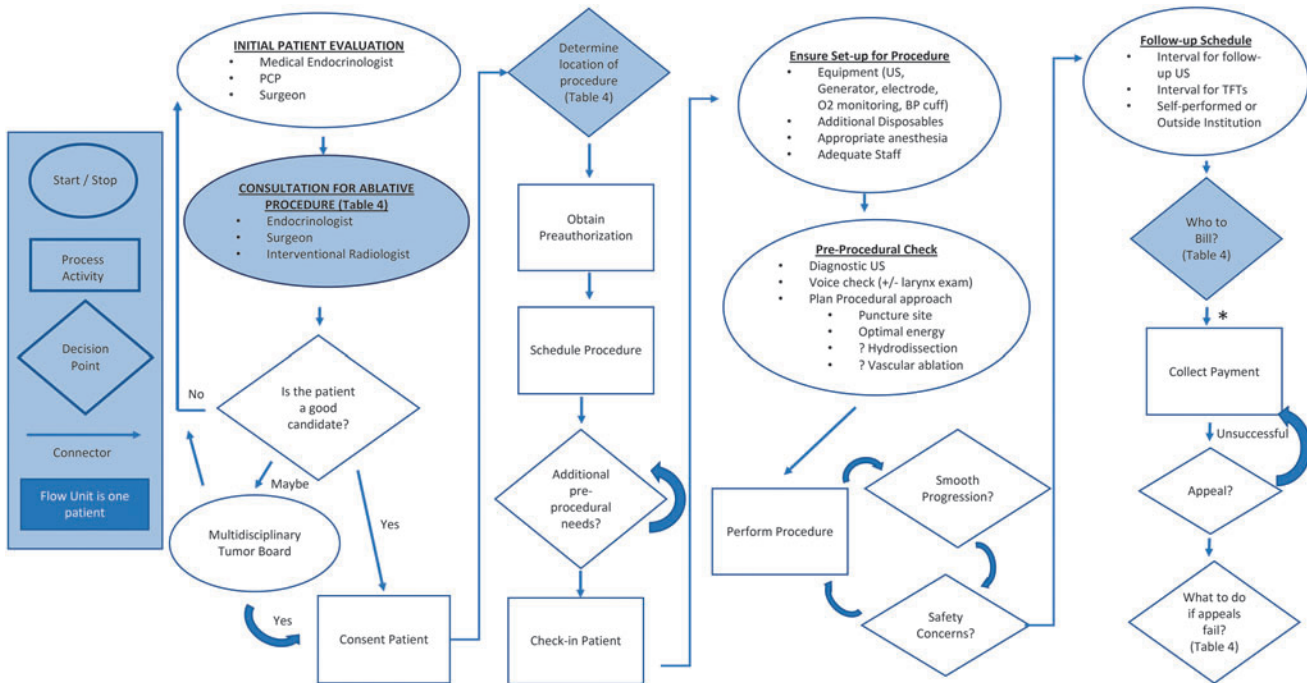 Start / Stop
Process
Activity
Decision
Point
Connector
Flow Unit is one
patient
INITIAL PATIENT EVALUATION
• Medical Endocrinologist
• PCP
• Surgeon
CONSULTATION FOR ABLATIVE
PROCEDURE (Table 4)
• Endocrinologist
• Surgeon
• Interventional Radiologist
Is the patient
a good
candidate?
No
Maybe
Yes
Multidisciplinary
Tumor Board
Yes
Consent Patient
Determine
location of
procedure
(Table 4)
Obtain
Preauthorization
Schedule Procedure
Additional
pre-
procedural
needs?
Check-in Patient
Ensure Set-up for Procedure
• Equipment (US,
Generator, electrode,
O2 monitoring, BP cuff)
• Additional Disposables
• Appropriate anesthesia
• Adequate Staff
Pre-Procedural Check
• Diagnostic US
• Voice check (+/- larynx exam)
• Plan Procedural approach
• Puncture site
• Optimal energy
• ? Hydrodissection
• ? Vascular ablation
Perform Procedure
Smooth
Progression?
Safety
Concerns?
Follow-up Schedule
• Interval for follow-
up US
• Interval for TFTs
• Self-performed or
Outside Institution
Who to
Bill?
(Table 4)
*
Collect Payment
Unsuccessful
Appeal?
What to do
if appeals
fail?
(Table 4)